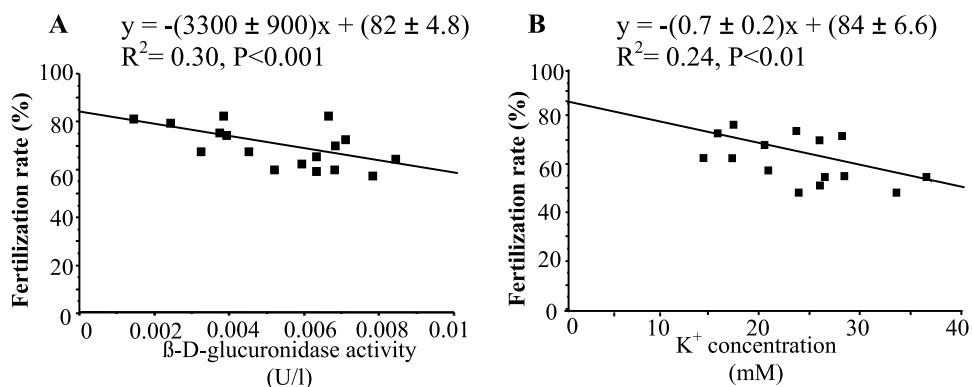 A
y = -(3300 ± 900)x + (82 ± 4.8)
R²= 0.30, P<0.001
Fertilization rate (%)
100
80
60
40
20
0
0 0.002 0.004 0.006 0.008 0.01
ß-D-glucuronidase activity
(U/l)
B
y = -(0.7 ± 0.2)x + (84 ± 6.6)
R²= 0.24, P<0.01
Fertilization rate (%)
100
80
60
40
20
0
0 10 20 30 40
K⁺ concentration
(mM)